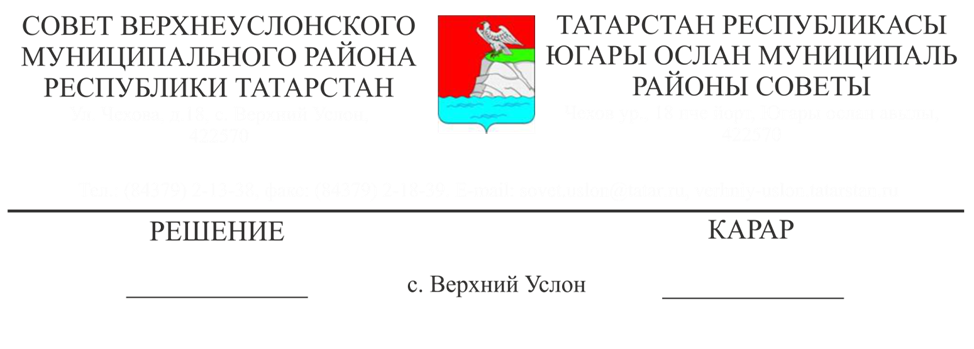 СОВЕТ ВЕРХНЕУСЛОНСКОГО
МУНИЦИПАЛЬНОГО РАЙОНА
РЕСПУБЛИКИ ТАТАРСТАН
ТАТАРСТАН РЕСПУБЛИКАСЫ
ЮГАРЫ ОСЛАН МУНИЦИПАЛЬ
РАЙОНЫ СОВЕТЫ
РЕШЕНИЕ
КАРАР
с. Верхний Услон